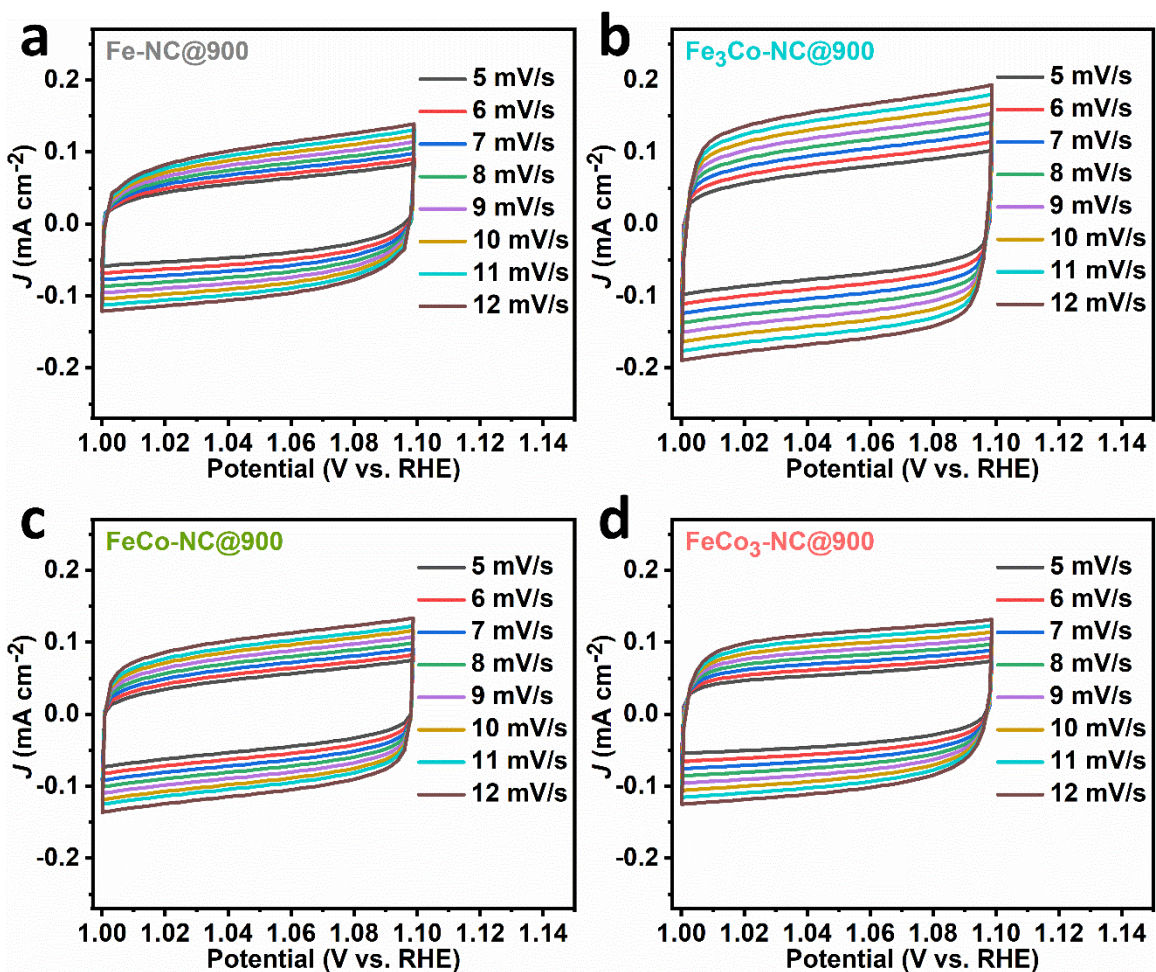 a
Fe-NC@900
J (mA cm⁻²)
0.2
0.1
0.0
-0.1
-0.2
5 mV/s
6 mV/s
7 mV/s
8 mV/s
9 mV/s
10 mV/s
11 mV/s
12 mV/s
1.00 1.02 1.04 1.06 1.08 1.10 1.12 1.14
Potential (V vs. RHE)
b
Fe₃Co-NC@900
J (mA cm⁻²)
0.2
0.1
0.0
-0.1
-0.2
5 mV/s
6 mV/s
7 mV/s
8 mV/s
9 mV/s
10 mV/s
11 mV/s
12 mV/s
1.00 1.02 1.04 1.06 1.08 1.10 1.12 1.14
Potential (V vs. RHE)
c
FeCo-NC@900
J (mA cm⁻²)
0.2
0.1
0.0
-0.1
-0.2
5 mV/s
6 mV/s
7 mV/s
8 mV/s
9 mV/s
10 mV/s
11 mV/s
12 mV/s
1.00 1.02 1.04 1.06 1.08 1.10 1.12 1.14
Potential (V vs. RHE)
d
FeCo₃-NC@900
J (mA cm⁻²)
0.2
0.1
0.0
-0.1
-0.2
5 mV/s
6 mV/s
7 mV/s
8 mV/s
9 mV/s
10 mV/s
11 mV/s
12 mV/s
1.00 1.02 1.04 1.06 1.08 1.10 1.12 1.14
Potential (V vs. RHE)